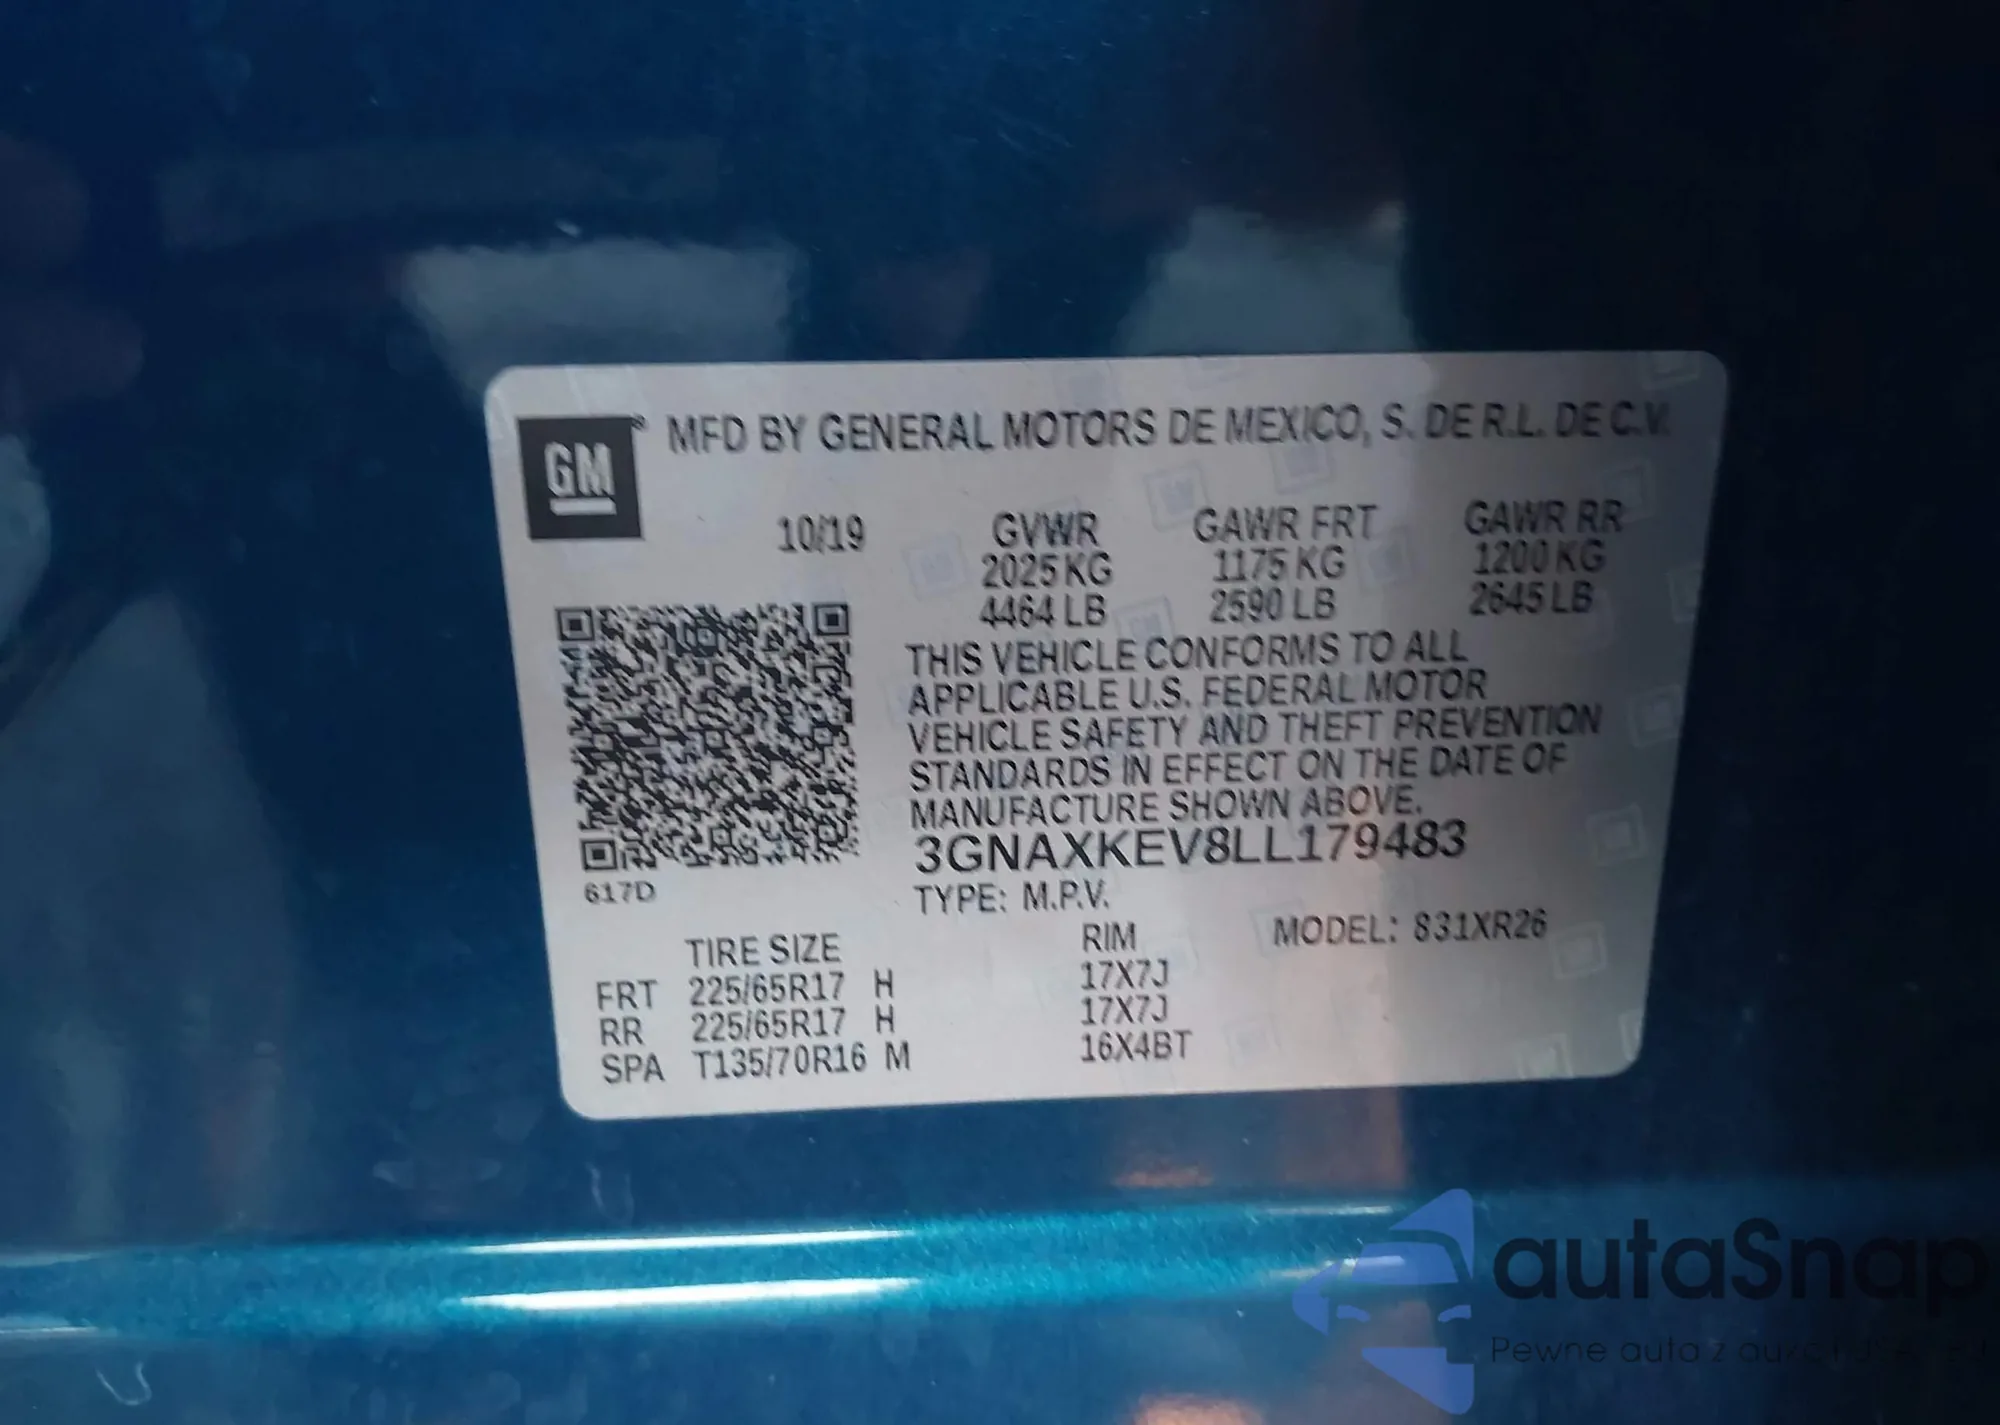 GM® MFD BY GENERAL MOTORS DE MEXICO, S. DE R.L. DE C.V.
10/19 GVWR GAWR FRT GAWR RR
2025 KG 1175 KG 1200 KG
4464 LB 2590 LB 2645 LB
THIS VEHICLE CONFORMS TO ALL
APPLICABLE U.S. FEDERAL MOTOR
VEHICLE SAFETY AND THEFT PREVENTION
STANDARDS IN EFFECT ON THE DATE OF
MANUFACTURE SHOWN ABOVE.
3GNAXKEV8LL179483
617D
TYPE: M.P.V.
MODEL: 831XR26
TIRE SIZE RIM
FRT 225/65R17 H 17X7J
RR 225/65R17 H 17X7J
SPA T135/70R16 M 16X4BT
autaSnap
Pewne auta z